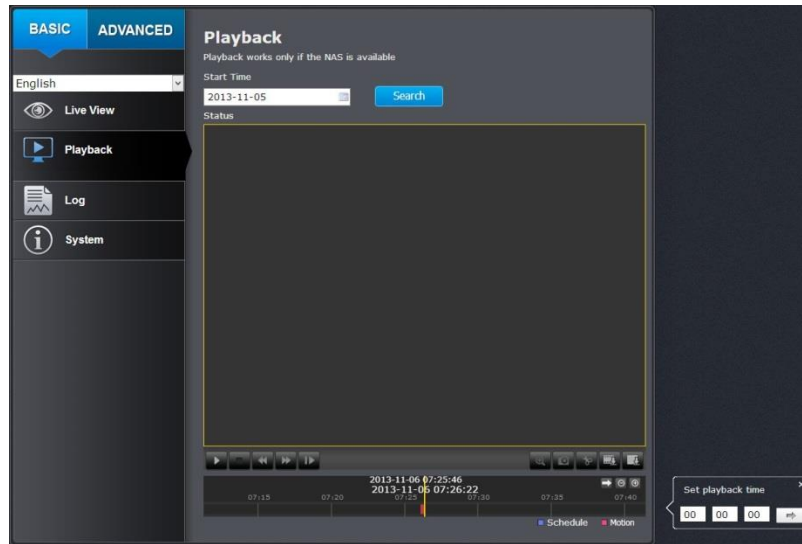 BASIC ADVANCED
English
Live View
Playback
Log
System
Playback
Playback works only if the NAS is available
Start Time
2013-11-05 Search
Status
2013-11-06 07:25:46
2013-11-06 07:26:22
07:15 07:20 07:25 07:30 07:35 07:40
Schedule Motion
Set playback time ×
00 00 00